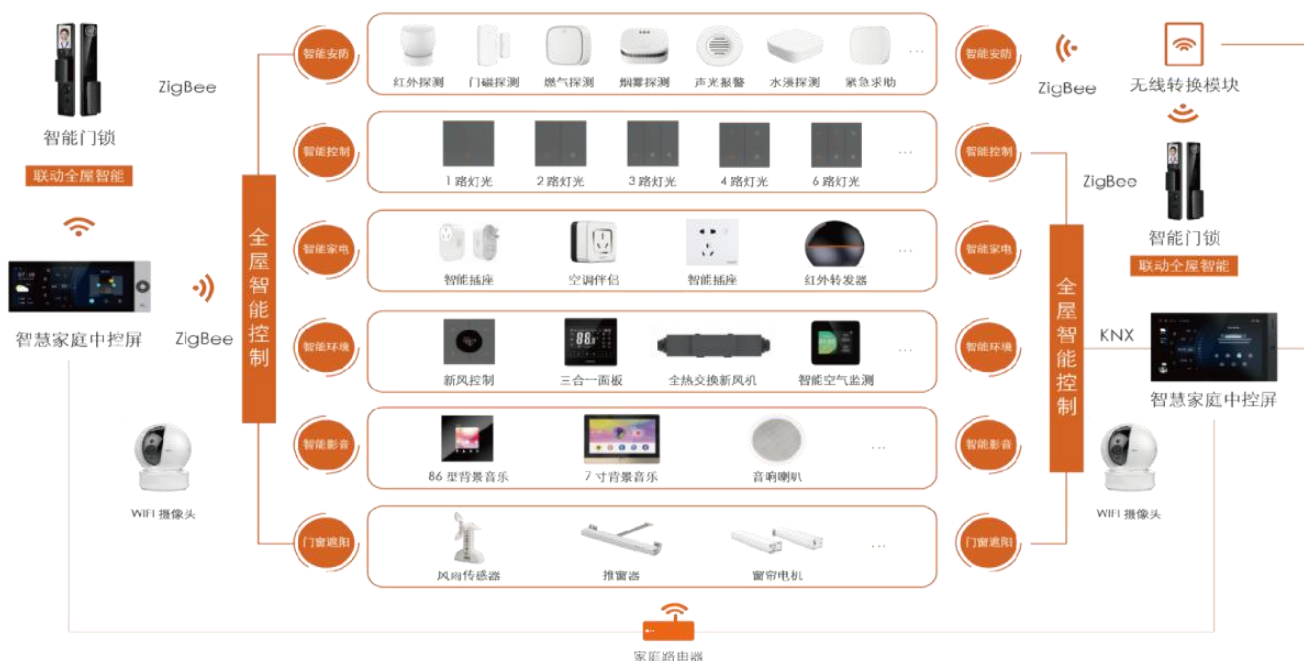 智能安防
红外探测 门磁探测 燃气探测 烟雾探测 声光报警 水浸探测 紧急求助 ...
智能安防
ZigBee
ZigBee
无线转换模块
智能门锁
联动全屋智能
智能控制
1 路灯光 2 路灯光 3 路灯光 4 路灯光 6 路灯光 ...
智能控制
ZigBee
智能门锁
联动全屋智能
全屋智能控制
智能家电
智能插座 空调伴侣 智能插座 红外转发器 ...
智能家电
全屋智能控制
智慧家庭中控屏
ZigBee
智能环境
新风控制 三合一面板 全热交换新风机 智能空气监测 ...
智能环境
KNX
智慧家庭中控屏
智能影音
86 型背景音乐 7 寸背景音乐 音响喇叭 ...
智能影音
WIFI 摄像头
WIFI 摄像头
门窗遮阳
风雨传感器 推窗器 窗帘电机 ...
门窗遮阳
家庭路由器